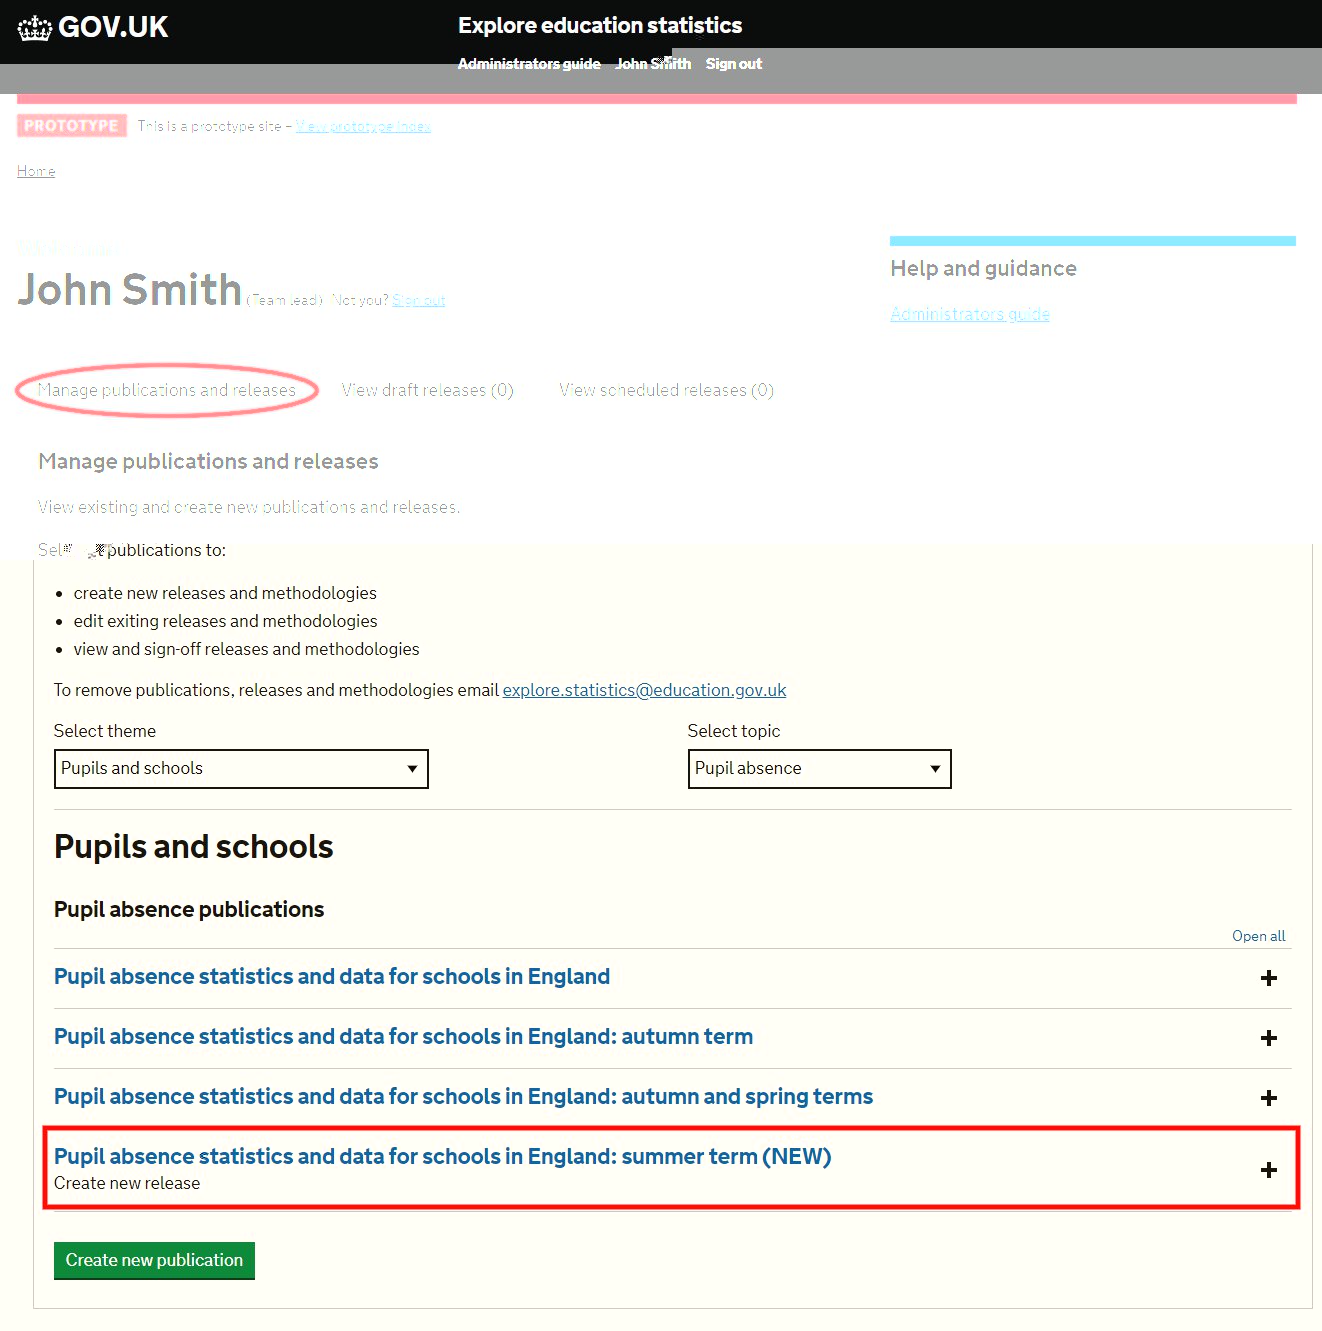 GOV.UK
Explore education statistics
Administrators guide John Smith Sign out
PROTOTYPE This is a prototype site – View prototype index
Home
John Smith (Team lead) Not you? Sign out
Help and guidance
Administrators guide
Manage publications and releases View draft releases (0) View scheduled releases (0)
Manage publications and releases
View existing and create new publications and releases.
publications to:
create new releases and methodologies
edit exiting releases and methodologies
view and sign-off releases and methodologies
To remove publications, releases and methodologies email explore.statistics@education.gov.uk
Select theme Select topic
Pupils and schools Pupil absence
Pupils and schools
Pupil absence publications
Open all
Pupil absence statistics and data for schools in England
Pupil absence statistics and data for schools in England: autumn term
Pupil absence statistics and data for schools in England: autumn and spring terms
Pupil absence statistics and data for schools in England: summer term (NEW)
Create new release
Create new publication